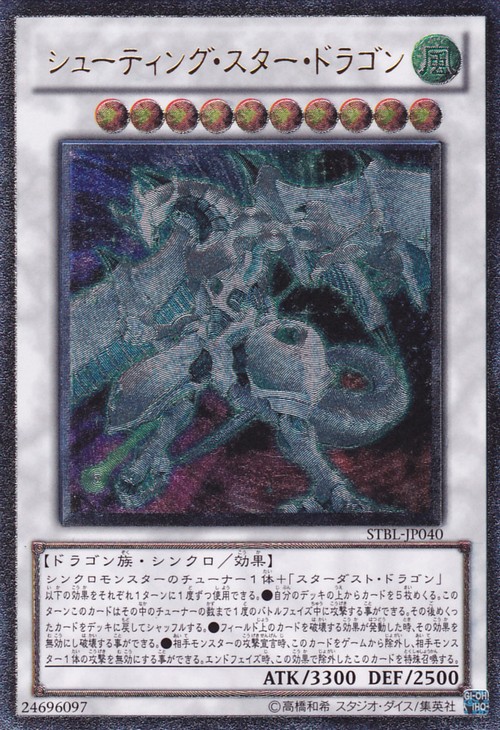 シューティング・スター・ドラゴン
風
STBL-JP040
【ドラゴン族・シンクロ/効果】
シンクロモンスターのチューナー1体+「スターダスト・ドラゴン」
以下の効果をそれぞれ1ターンに1度ずつ使用できる。●自分のデッキの上からカードを5枚めくる。この
ターンこのカードはその中のチューナーの数まで1度のバトルフェイズ中に攻撃する事ができる。その後めくっ
たカードをデッキに戻してシャッフルする。●フィールド上のカードを破壊する効果が発動した時、その効果を
無効にし破壊する事ができる。●相手モンスターの攻撃宣言時、このカードをゲームから除外し、相手モンス
ター1体の攻撃を無効にする事ができる。エンドフェイズ時、この効果で除外したこのカードを特殊召喚する。
ATK/3300 DEF/2500
24696097
©高橋和希 スタジオ・ダイス/集英社